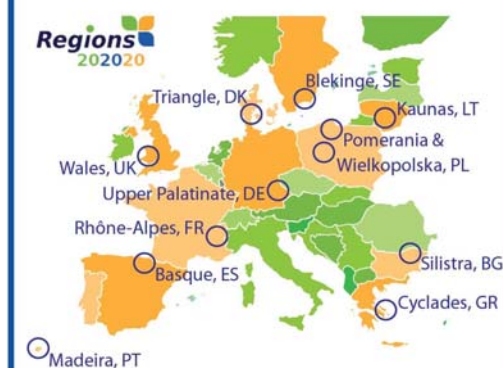 Regions
202020
Blekinge, SE
Triangle, DK
Kaunas, LT
Pomerania &
Wielkopolska, PL
Wales, UK
Upper Palatinate, DE
Rhône-Alpes, FR
Basque, ES
Silistra, BG
Cyclades, GR
Madeira, PT